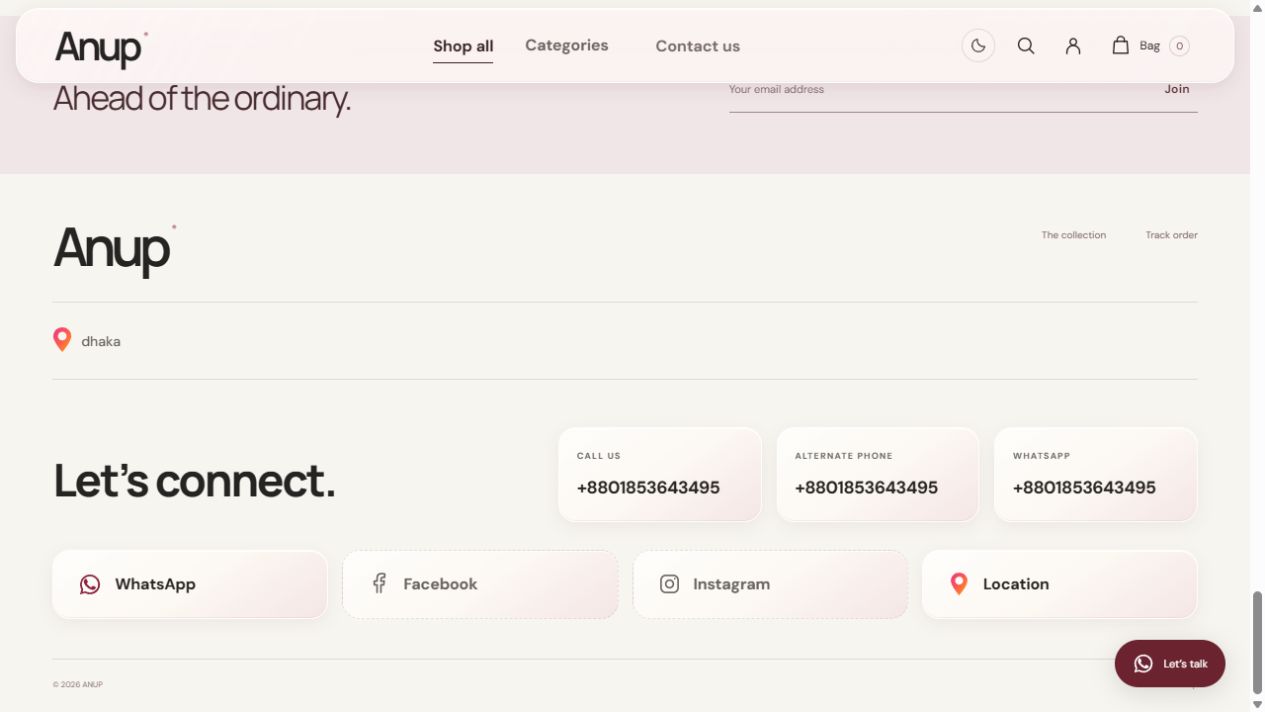 Anup
Shop all
Categories
Contact us
Bag
0
Ahead of the ordinary.
Your email address
Join
Anup
The collection
Track order
dhaka
Let's connect.
CALL US
+8801853643495
ALTERNATE PHONE
+8801853643495
WHATSAPP
+8801853643495
WhatsApp
Facebook
Instagram
Location
Let's talk
© 2026 ANUP